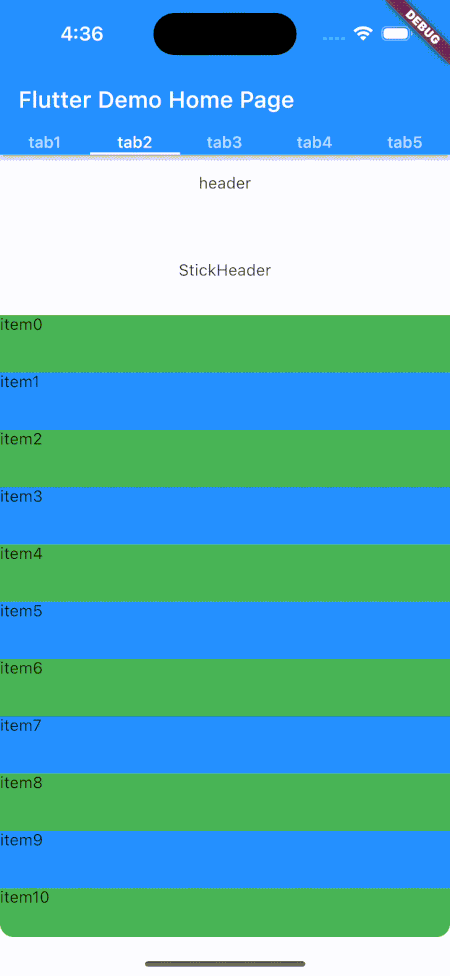 4:36
DEBUG
Flutter Demo Home Page
tab1 tab2 tab3 tab4 tab5
header
StickHeader
item0
item1
item2
item3
item4
item5
item6
item7
item8
item9
item10